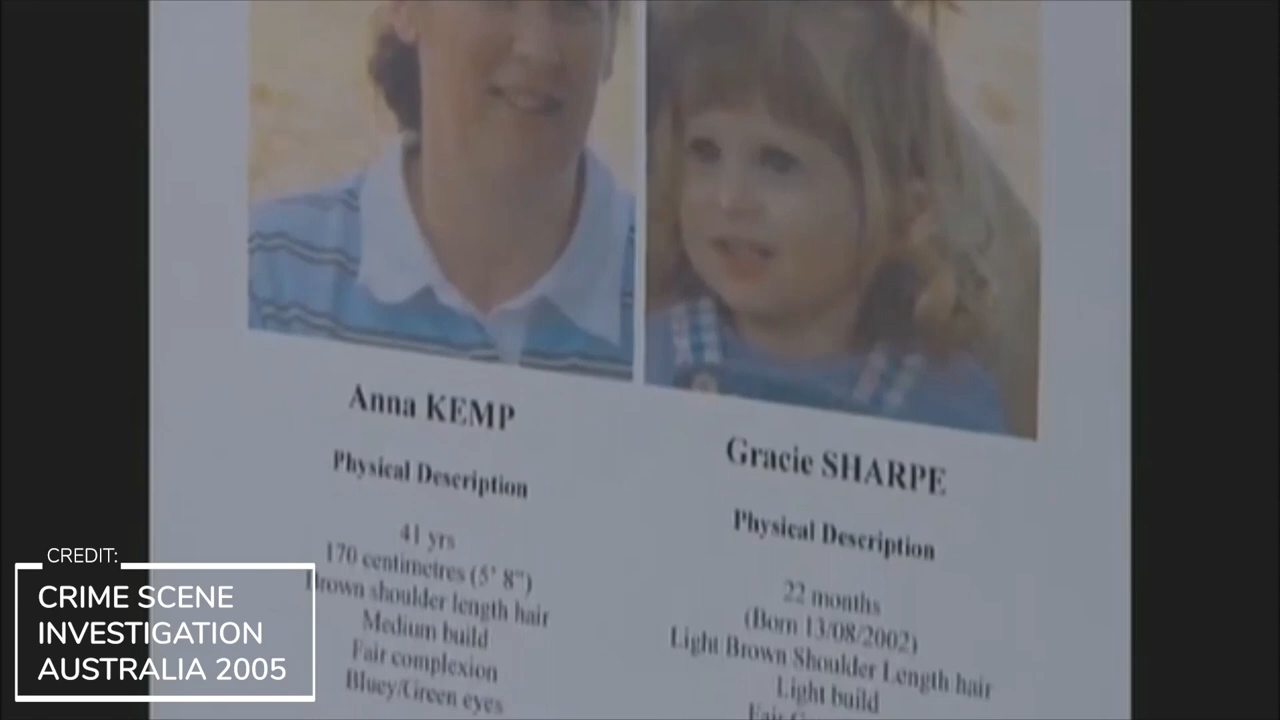 Anna KEMP
Physical Description
41 yrs
170 centimetres (5' 8")
Brown shoulder length hair
Medium build
Fair complexion
Bluey/Green eyes
Gracie SHARPE
Physical Description
22 months
(Born 13/08/2002)
Light Brown Shoulder Length hair
Light build
Fair
CREDIT:
CRIME SCENE
INVESTIGATION
AUSTRALIA 2005